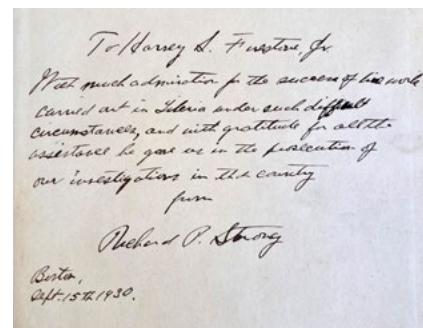 To Harvey S. Firestone, Jr.
With much admiration for the success of the work
carried out in Liberia under such difficult
circumstances, and with gratitude for all the
assistance he gave us in the prosecution of
our investigations in that country
from
Richard P. Strong
Boston,
Sept. 15th 1930.